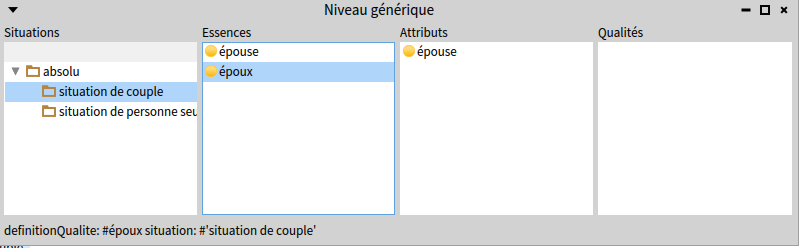 Niveau générique
Situations
Essences
Attributs
Qualités
absolu
situation de couple
situation de personne seu
épouse
époux
épouse
definitionQualite: #époux situation: #'situation de couple'